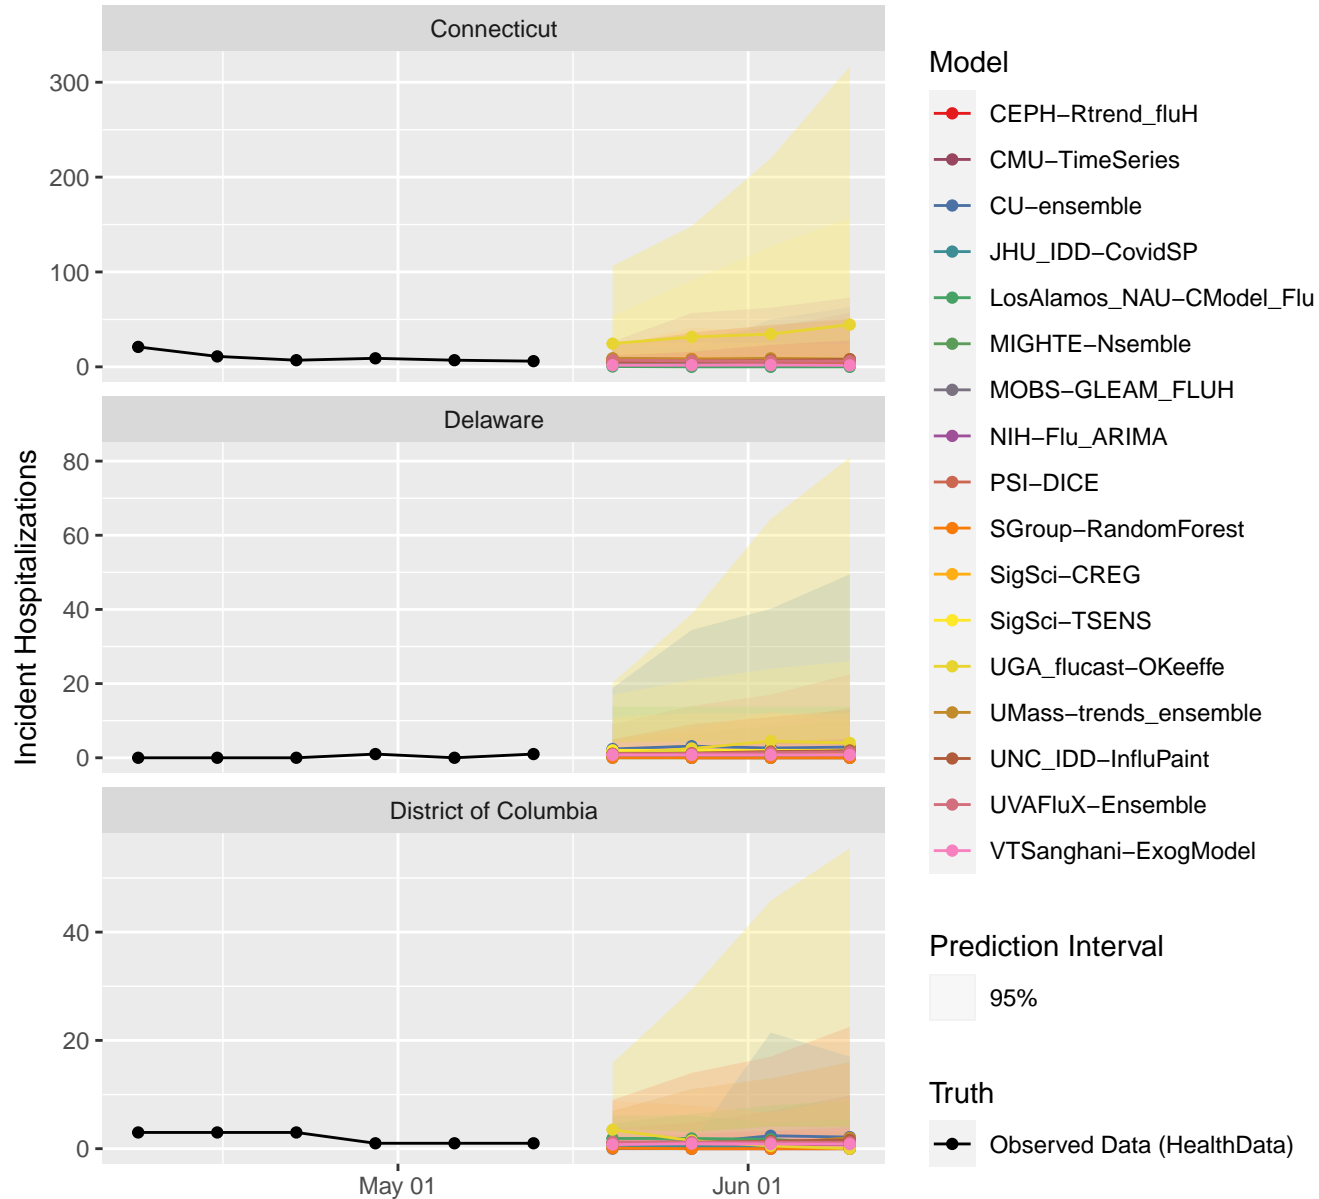 Connecticut
300
200
100
0
Delaware
80
60
40
20
0
District of Columbia
40
20
0
May 01
Jun 01
Incident Hospitalizations
Model
CEPH−Rtrend_fluH
CMU−TimeSeries
CU−ensemble
JHU_IDD−CovidSP
LosAlamos_NAU−CModel_Flu
MIGHTE−Nsemble
MOBS−GLEAM_FLUH
NIH−Flu_ARIMA
PSI−DICE
SGroup−RandomForest
SigSci−CREG
SigSci−TSENS
UGA_flucast−OKeeffe
UMass−trends_ensemble
UNC_IDD−InfluPaint
UVAFluX−Ensemble
VTSanghani−ExogModel
Prediction Interval
95%
Truth
Observed Data (HealthData)